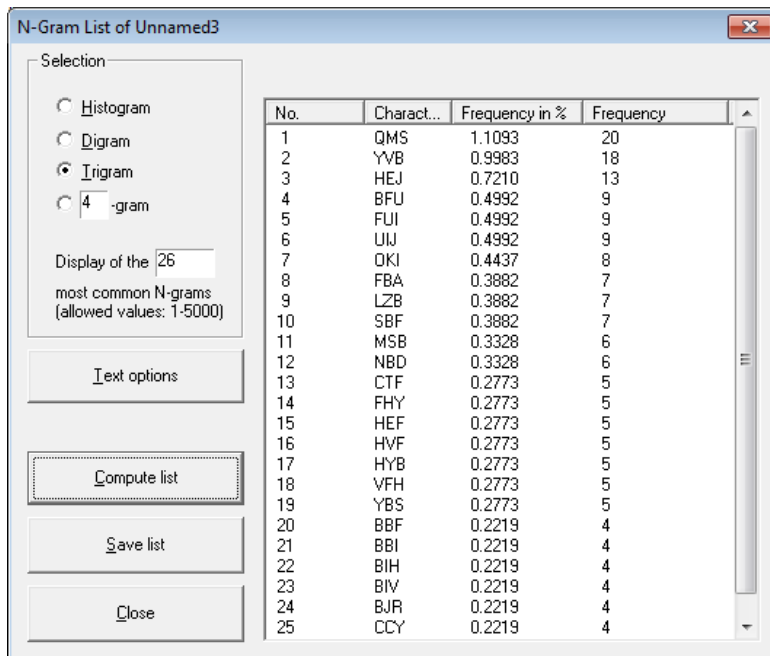 N-Gram List of Unnamed3
Selection
Histogram
Digram
Trigram
4 -gram
Display of the 26
most common N-grams
(allowed values: 1-5000)
Text options
Compute list
Save list
Close
No. Charact... Frequency in % Frequency
1 QMS 1.1093 20
2 YVB 0.9983 18
3 HEJ 0.7210 13
4 BFU 0.4992 9
5 FUI 0.4992 9
6 UIJ 0.4992 9
7 OKI 0.4437 8
8 FBA 0.3882 7
9 LZB 0.3882 7
10 SBF 0.3882 7
11 MSB 0.3328 6
12 NBD 0.3328 6
13 CTF 0.2773 5
14 FHY 0.2773 5
15 HEF 0.2773 5
16 HVF 0.2773 5
17 HYB 0.2773 5
18 VFH 0.2773 5
19 YBS 0.2773 5
20 BBF 0.2219 4
21 BBI 0.2219 4
22 BIH 0.2219 4
23 BIV 0.2219 4
24 BJR 0.2219 4
25 CCY 0.2219 4